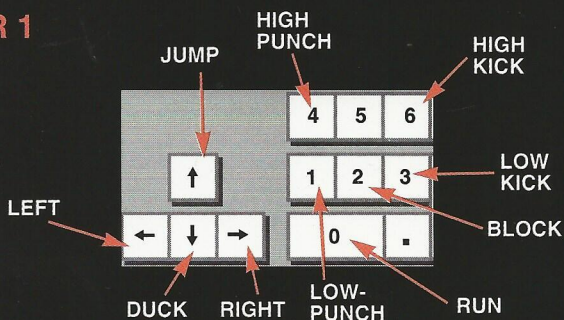 R 1
HIGH
PUNCH
JUMP
HIGH
KICK
4 5 6
↑
1 2 3
LOW
KICK
LEFT
← ↓ →
0 .
BLOCK
DUCK
RIGHT
LOW-
PUNCH
RUN